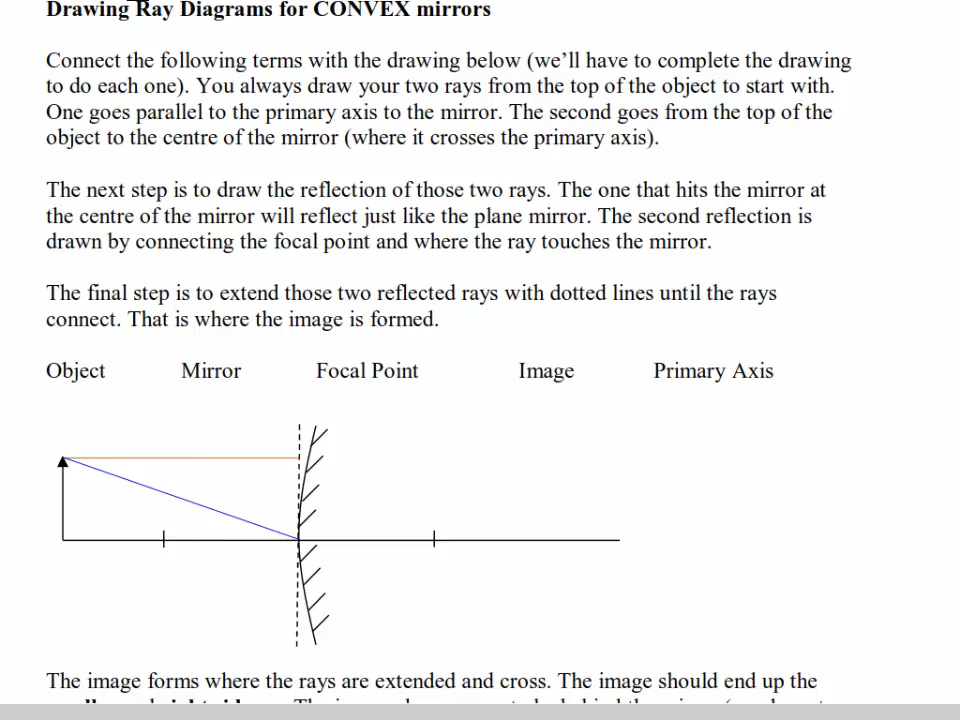 Drawing Ray Diagrams for CONVEX mirrors
Connect the following terms with the drawing below (we'll have to complete the drawing
to do each one). You always draw your two rays from the top of the object to start with.
One goes parallel to the primary axis to the mirror. The second goes from the top of the
object to the centre of the mirror (where it crosses the primary axis).
The next step is to draw the reflection of those two rays. The one that hits the mirror at
the centre of the mirror will reflect just like the plane mirror. The second reflection is
drawn by connecting the focal point and where the ray touches the mirror.
The final step is to extend those two reflected rays with dotted lines until the rays
connect. That is where the image is formed.
Object Mirror Focal Point Image Primary Axis
The image forms where the rays are extended and cross. The image should end up the